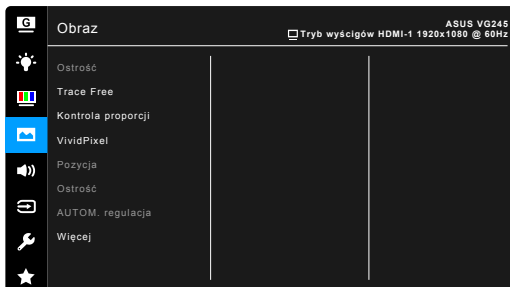 G
Obraz
ASUS VG245
Tryb wyścigów HDMI-1 1920x1080 @ 60Hz
Ostrość
Trace Free
Kontrola proporcji
VividPixel
Pozycja
Ostrość
AUTOM. regulacja
Więcej